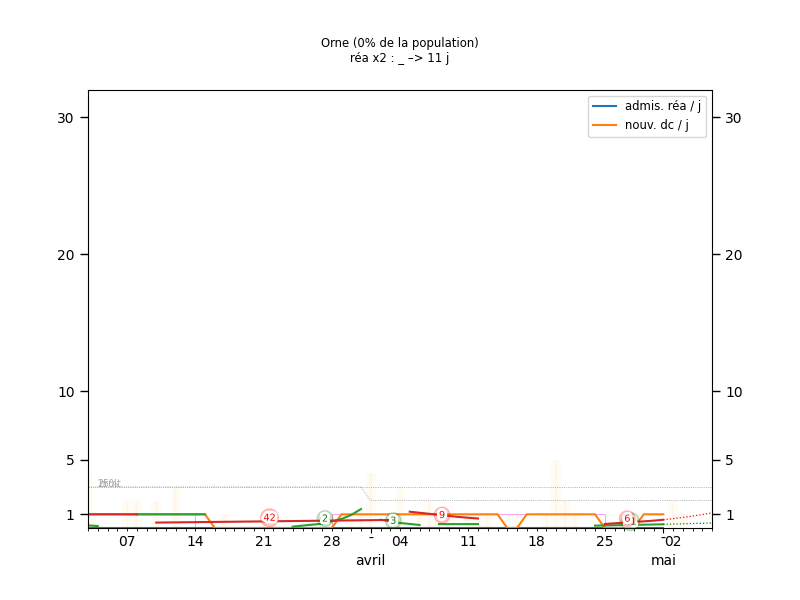 Orne (0% de la population)
réa x2 : _ –> 11 j
admis. réa / j
nouv. dc / j
30 30
20 20
10 10
5 5
1 1
42 2 3 9 6
07 14 21 28 - 04 11 18 25 - 02
avril mai